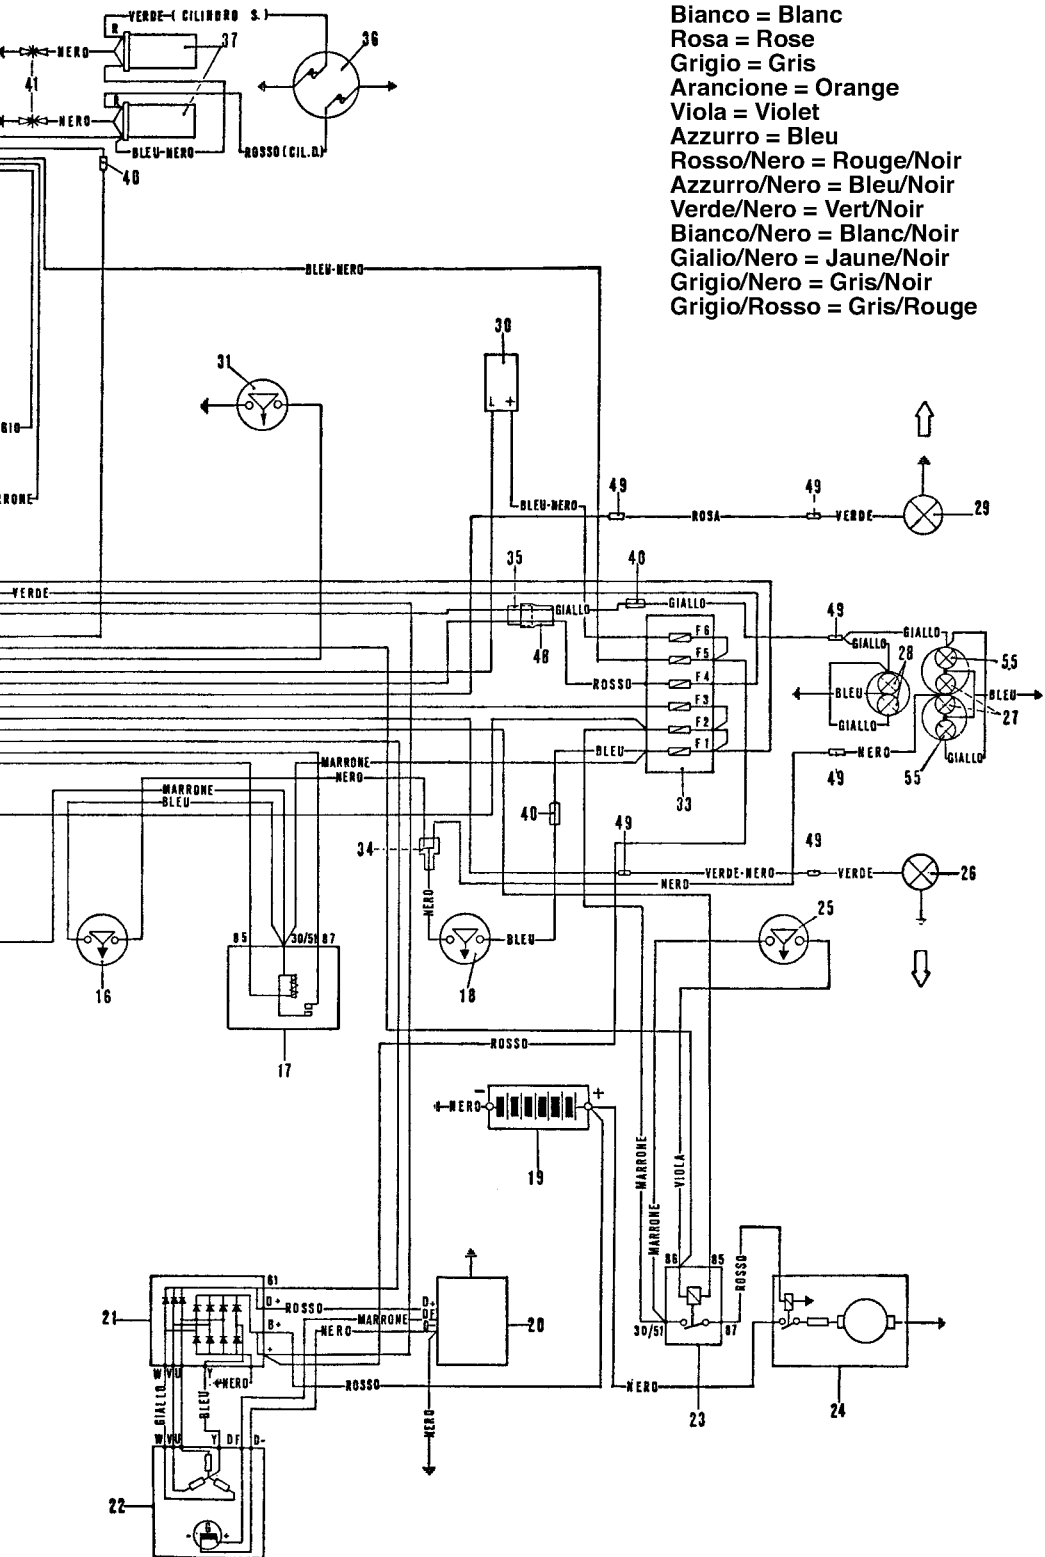 VERDE ( CILINDRO S.)
R
37
36
NERO
41
NERO
BLEU-NERO
ROSSO (CIL.D.)
40
Bianco = Blanc
Rosa = Rose
Grigio = Gris
Arancione = Orange
Viola = Violet
Azzurro = Bleu
Rosso/Nero = Rouge/Noir
Azzurro/Nero = Bleu/Noir
Verde/Nero = Vert/Noir
Bianco/Nero = Blanc/Noir
Gialio/Nero = Jaune/Noir
Grigio/Nero = Gris/Noir
Grigio/Rosso = Gris/Rouge
BLEU-NERO
30
31
L +
GIO
RRONE
BLEU-NERO
49
49
ROSA
VERDE
29
35
40
VERDE
GIALLO
GIALLO
48
49
GIALLO
GIALLO
28
55
F6
F5
ROSSO
F4
BLEU
BLEU
F3
27
GIALLO
F2
BLEU
F1
NERO
GIALLO
MARRONE
NERO
49
55
33
MARRONE
BLEU
40
49
49
34
VERDE-NERO
VERDE
26
NERO
NERO
25
85
30/51
87
BLEU
16
18
17
ROSSO
-
+
NERO
19
MARRONE
VIOLA
MARRONE
86
85
ROSSO
61
D+
ROSSO
D+
DF
21
B+
MARRONE
NERO
D-
20
30/51
87
+
W V U
Y
NERO
ROSSO
NERO
23
24
GIALLO
BLEU
NERO
W V U
Y
DF
D-
22
-
G
+